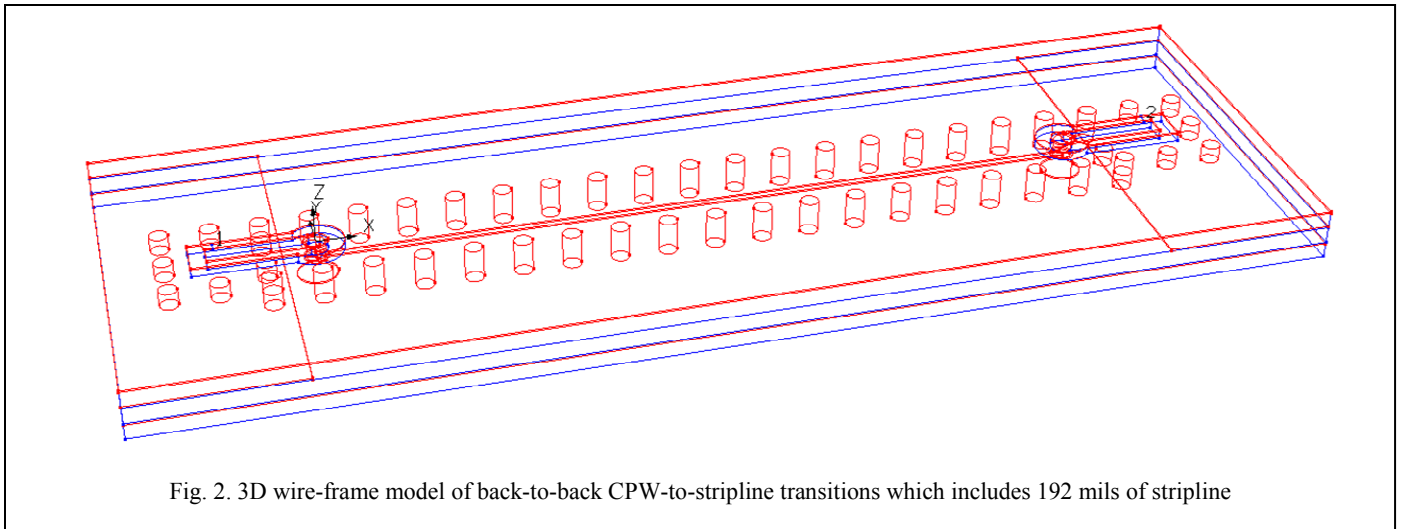 2
Z
Y
X
1
Fig. 2. 3D wire-frame model of back-to-back CPW-to-stripline transitions which includes 192 mils of stripline